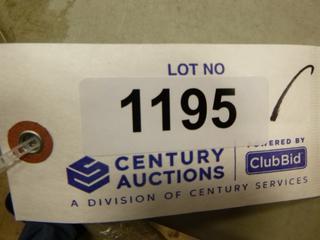 LOT NO
1195
CENTURY
AUCTIONS
POWERED BY
ClubBid
A DIVISION OF CENTURY SERVICES